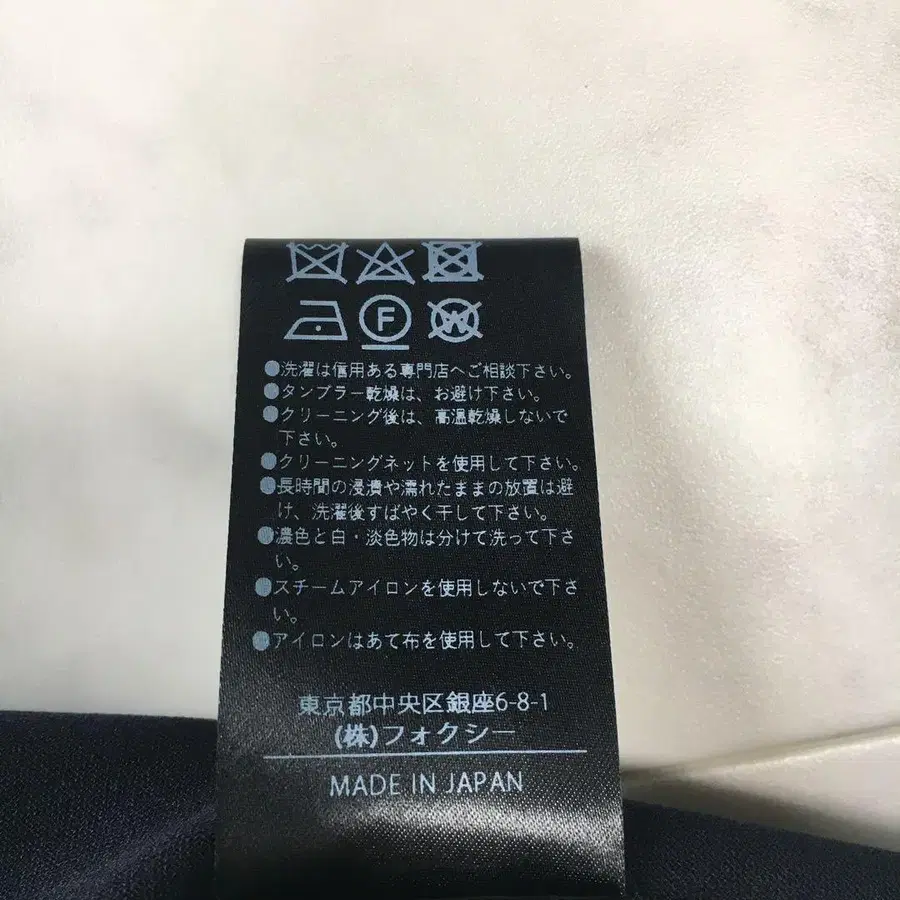 F
W
●洗濯は信用ある専門店へご相談下さい。
●タンブラー乾燥は、お避け下さい。
●クリーニング後は、高温乾燥しないで
下さい。
●クリーニングネットを使用して下さい。
●長時間の浸漬や濡れたままの放置は避
け、洗濯後すばやく干して下さい。
●濃色と白・淡色物は分けて洗って下さ
い。
●スチームアイロンを使用しないで下さ
い。
●アイロンはあて布を使用して下さい。
東京都中央区銀座6-8-1
(株)フォクシー
MADE IN JAPAN